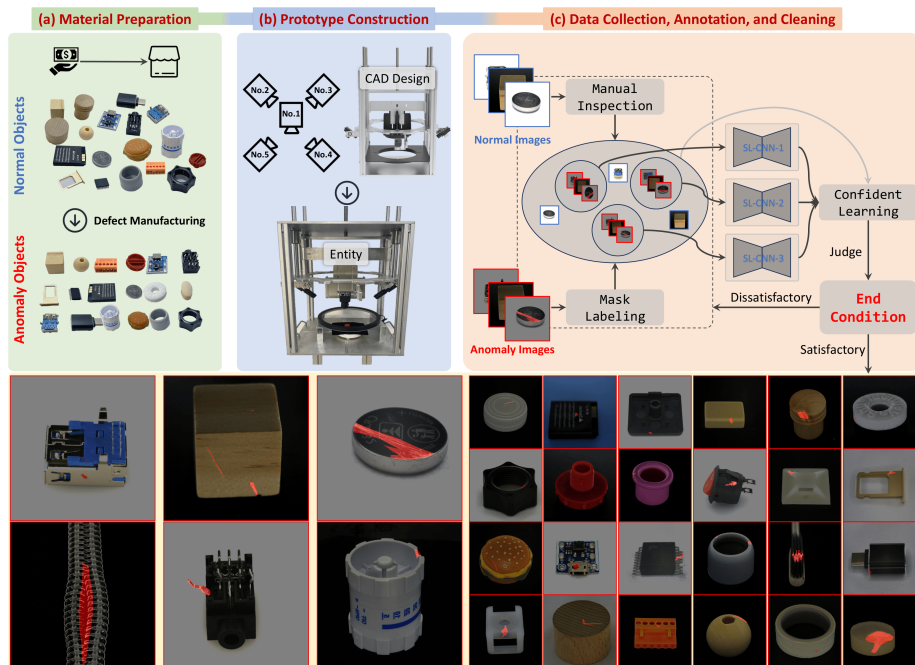 (a) Material Preparation
(b) Prototype Construction
(c) Data Collection, Annotation, and Cleaning
Normal Objects
Defect Manufacturing
Anomaly Objects
No.2
No.3
No.1
No.5
No.4
CAD Design
Entity
Manual
Inspection
Normal Images
SL-CNN-1
SL-CNN-2
SL-CNN-3
Confident
Learning
Judge
Mask
Labeling
Anomaly Images
Dissatisfactory
End
Condition
Satisfactory